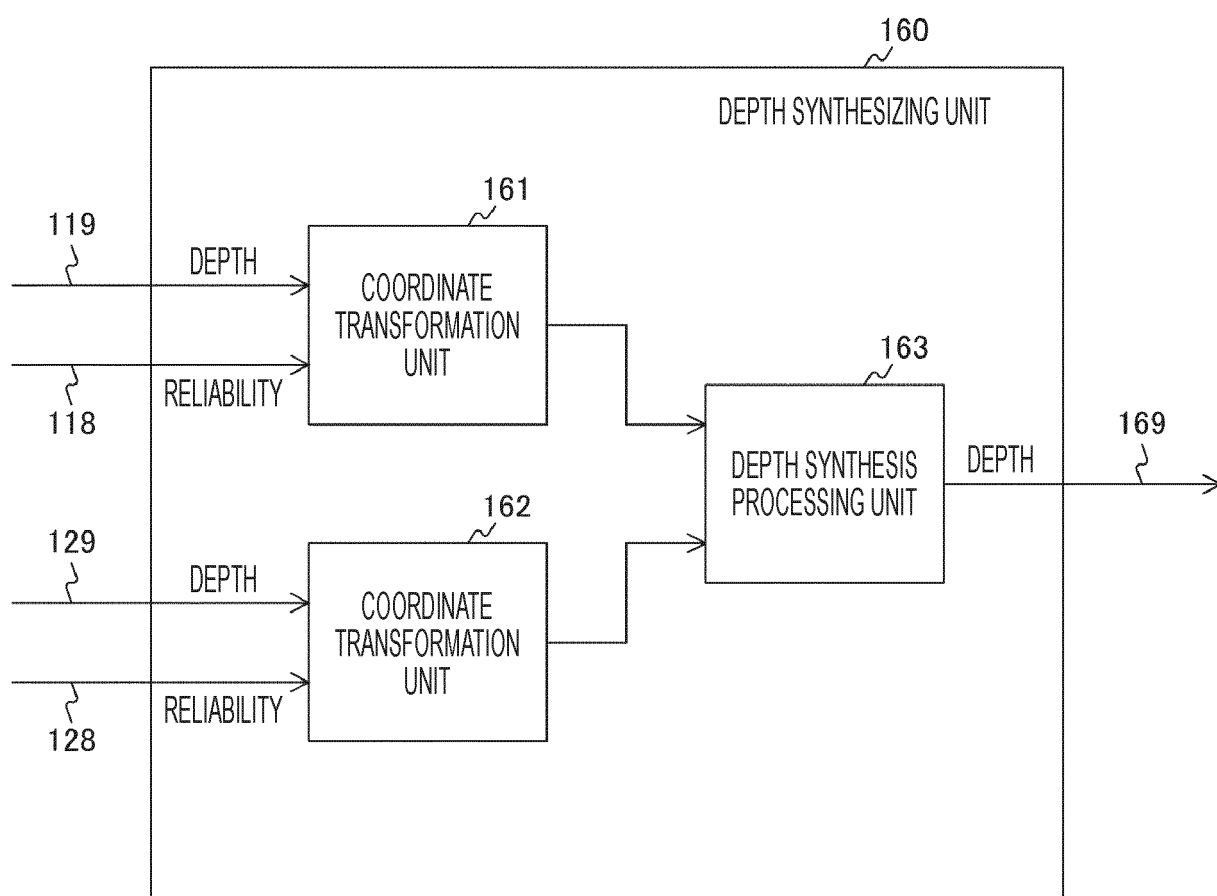 160
DEPTH SYNTHESIZING UNIT
161
119
DEPTH
COORDINATE
TRANSFORMATION
UNIT
163
RELIABILITY
118
169
DEPTH SYNTHESIS
PROCESSING UNIT
DEPTH
162
129
DEPTH
COORDINATE
TRANSFORMATION
UNIT
RELIABILITY
128